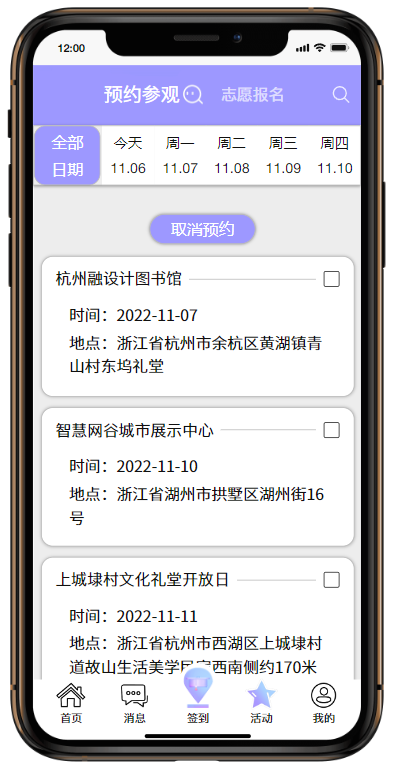 12:00
预约参观 志愿报名
全部 今天 周一 周二 周三 周四
日期 11.06 11.07 11.08 11.09 11.10
取消预约
杭州融设计图书馆
时间：2022-11-07
地点：浙江省杭州市余杭区黄湖镇青
山村东坞礼堂
智慧网谷城市展示中心
时间：2022-11-10
地点：浙江省湖州市拱墅区湖州街16
号
上城埭村文化礼堂开放日
时间：2022-11-11
地点：浙江省杭州市西湖区上城埭村
道故山生活美学民宿西南侧约170米
首页 消息 签到 活动 我的